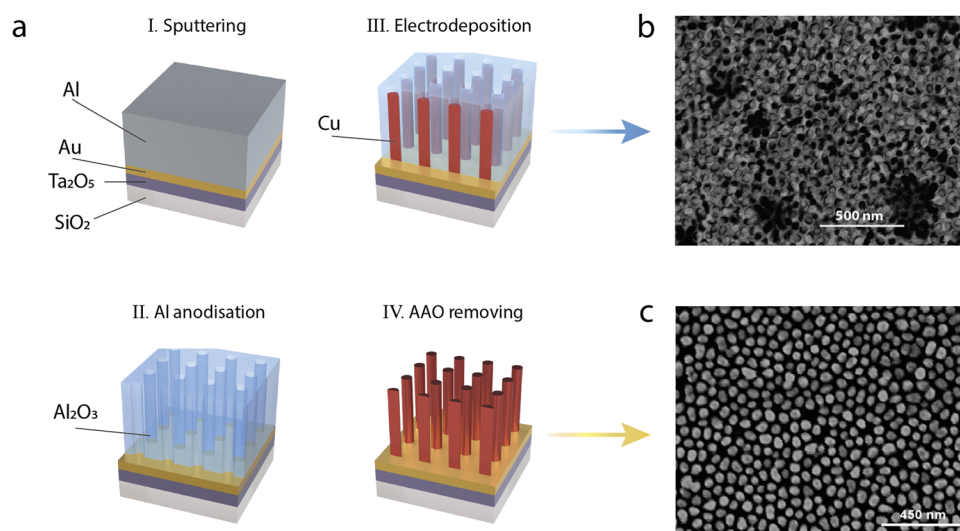 a
I. Sputtering
Al
Au
Ta₂O₅
SiO₂
III. Electrodeposition
Cu
b
500 nm
II. Al anodisation
Al₂O₃
IV. AAO removing
c
450 nm